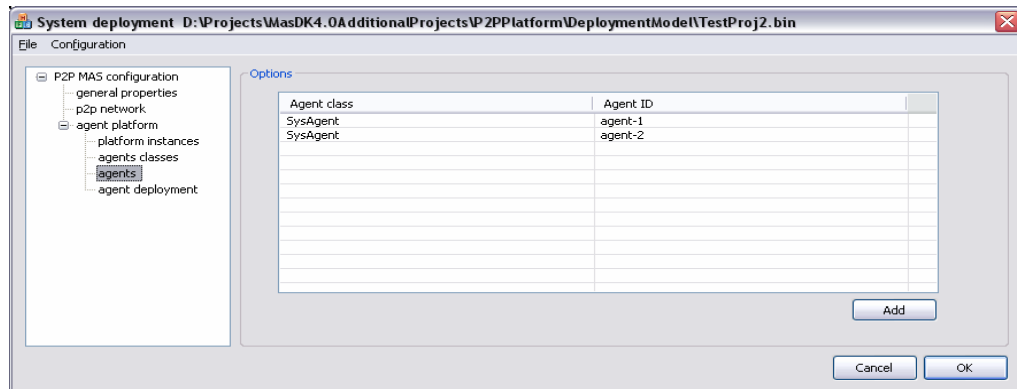 System deployment D:\Projects\MasDK4.0AdditionalProjects\P2PPlatform\DeploymentModel\TestProj2.bin
File Configuration
P2P MAS configuration
general properties
p2p network
agent platform
platform instances
agents classes
agents
agent deployment
Options
Agent class Agent ID
SysAgent agent-1
SysAgent agent-2
Add
Cancel OK